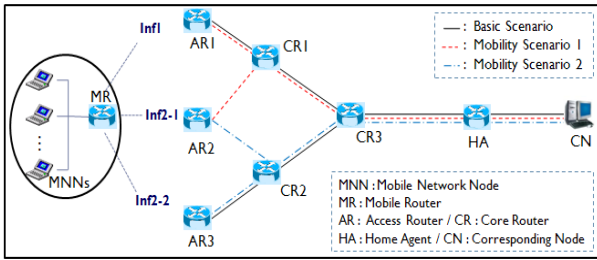 Inf1
AR1
CR1
: Basic Scenario
: Mobility Scenario 1
: Mobility Scenario 2
MR
Inf2-1
AR2
CR3
HA
CN
MNNs
Inf2-2
CR2
AR3
MNN : Mobile Network Node
MR : Mobile Router
AR : Access Router / CR : Core Router
HA : Home Agent / CN : Corresponding Node